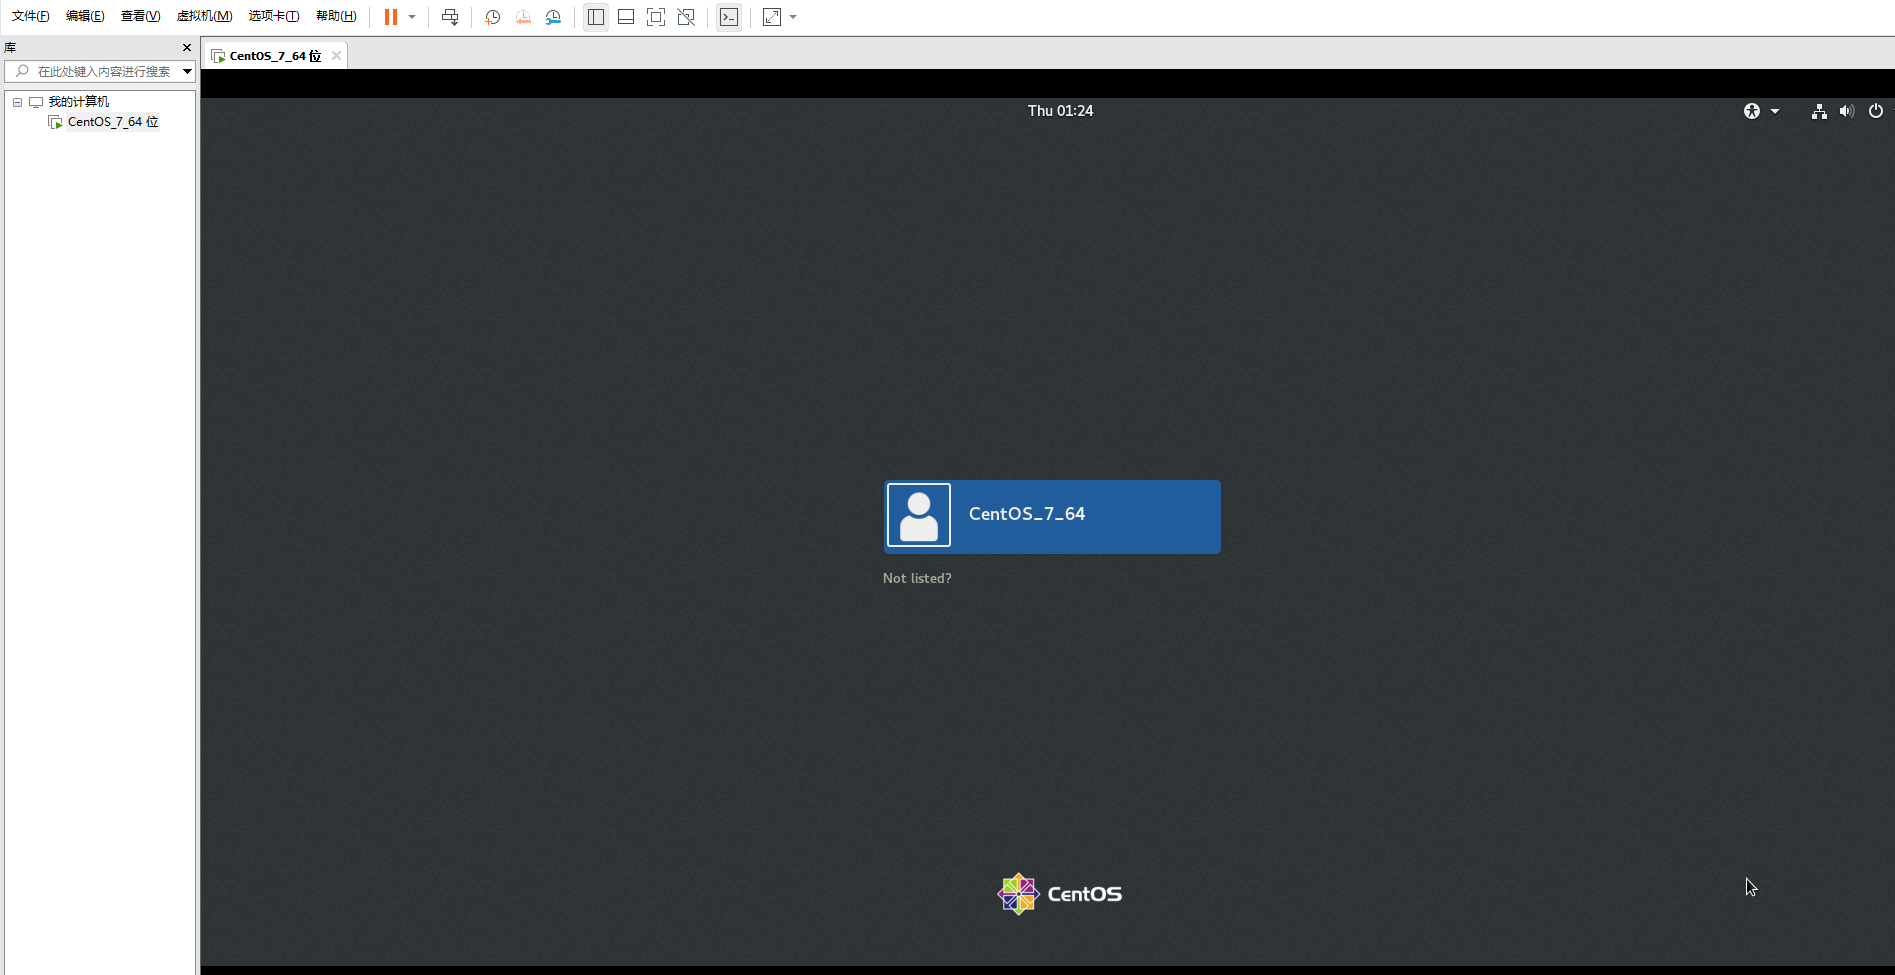 文件(F) 编辑(E) 查看(V) 虚拟机(M) 选项卡(T) 帮助(H)
库
CentOS_7_64 位
在此处键入内容进行搜索
我的计算机
CentOS_7_64 位
Thu 01:24
CentOS_7_64
Not listed?
CentOS